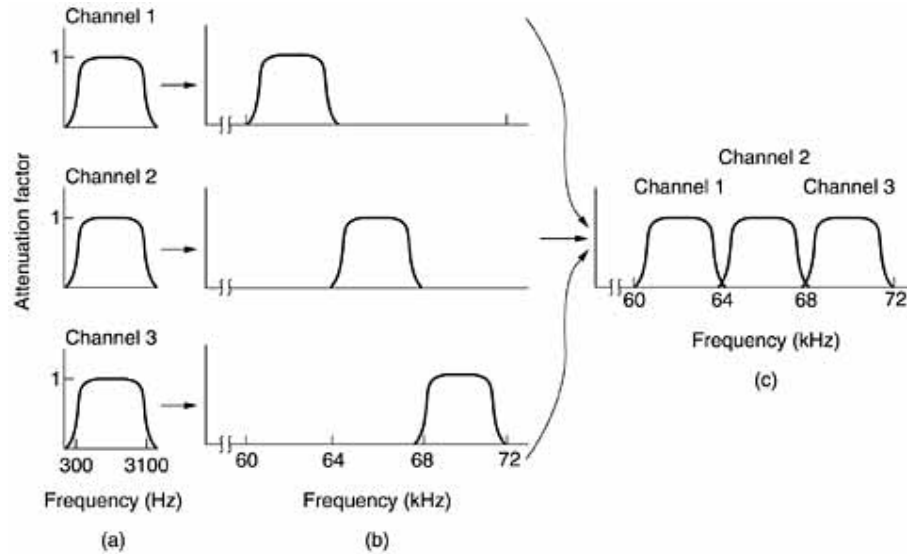 Channel 1
1
Channel 2
1
Channel 3
1
Attenuation factor
300 3100
Frequency (Hz)
(a)
60 64 68 72
Frequency (kHz)
(b)
Channel 2
Channel 1 Channel 3
60 64 68 72
Frequency (kHz)
(c)